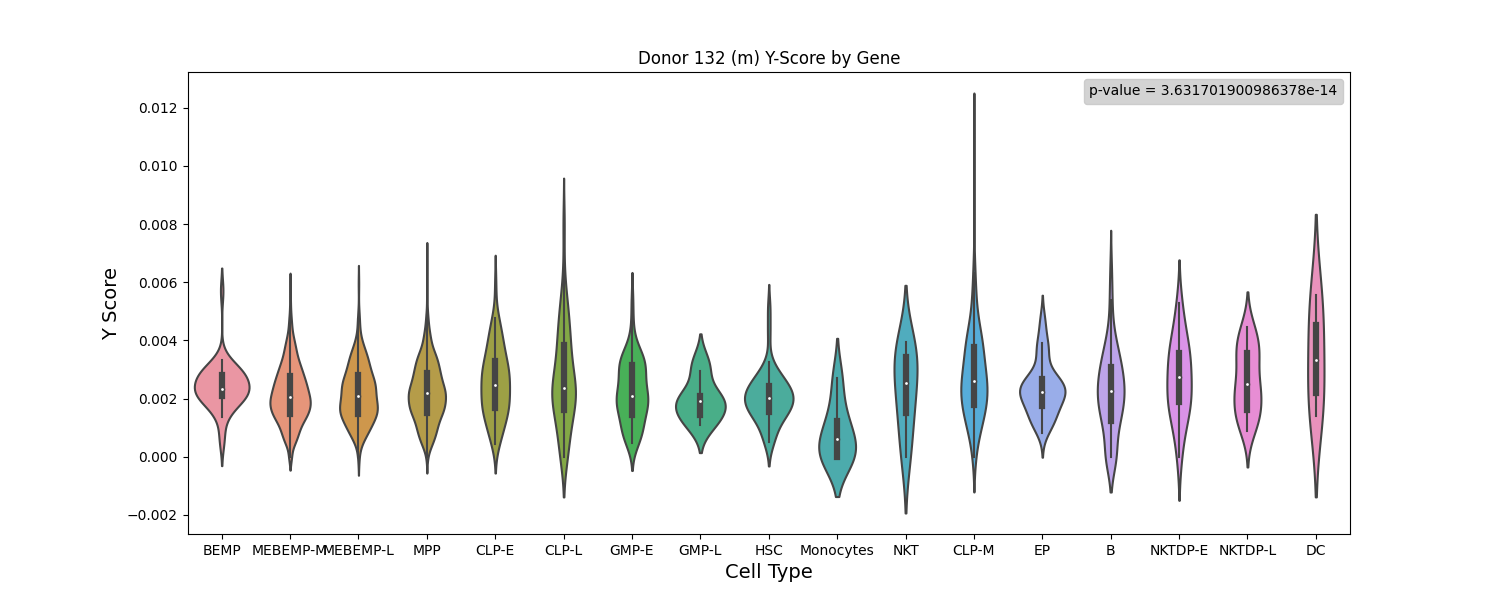 Donor 132 (m) Y-Score by Gene
p-value = 3.631701900986378e-14
0.012
0.010
0.008
0.006
0.004
0.002
0.000
−0.002
Y Score
BEMP MEBEMP-M MEBEMP-L MPP CLP-E CLP-L GMP-E GMP-L HSC Monocytes NKT CLP-M EP B NKTDP-E NKTDP-L DC
Cell Type